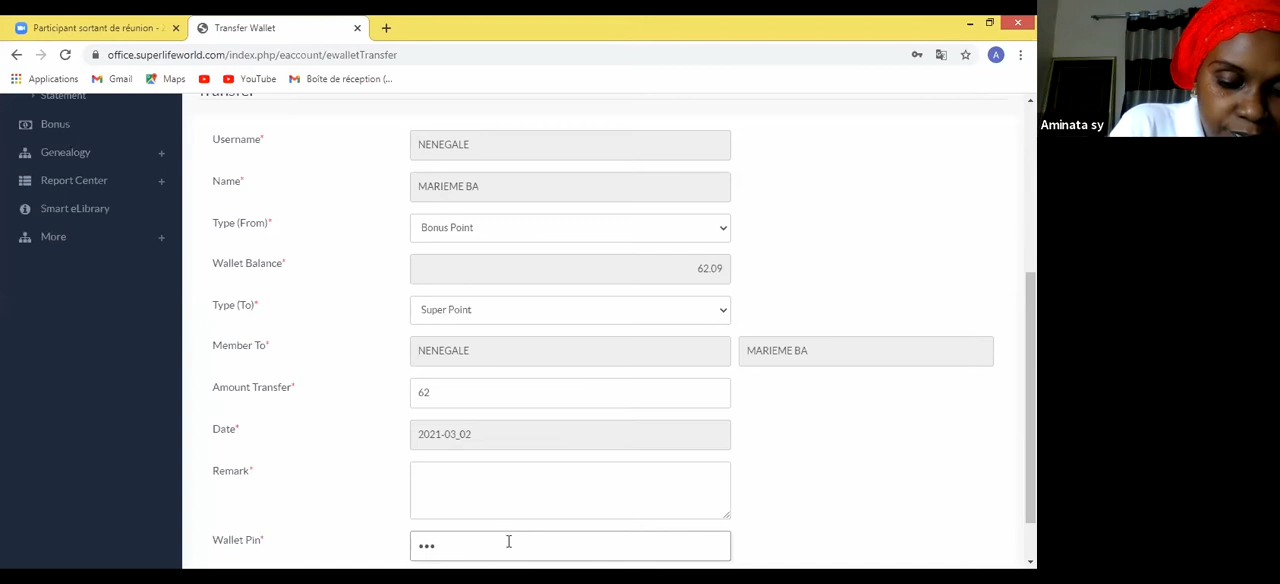 Participant sortant de réunion -
Transfer Wallet
office.superlifeworld.com/index.php/eaccount/ewalletTransfer
A
Applications
Gmail
Maps
YouTube
Boîte de réception (...
Aminata sy
Statement
Bonus
Genealogy +
Report Center +
Smart eLibrary
More +
Transfer
Username*
NENEGALE
Name*
MARIEME BA
Type (From)*
Bonus Point
Wallet Balance*
62.09
Type (To)*
Super Point
Member To*
NENEGALE
MARIEME BA
Amount Transfer*
62
Date*
2021-03_02
Remark*
Wallet Pin*
•••